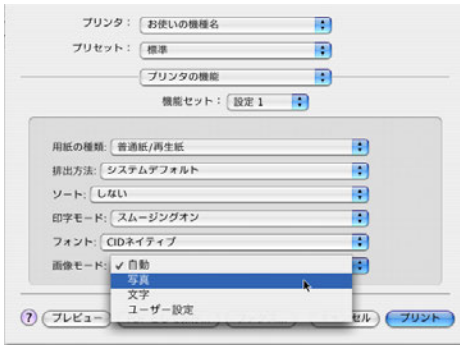 プリンタ： お使いの機種名
プリセット： 標準
プリンタの機能
機能セット： 設定 1
用紙の種類: 普通紙/再生紙
排出方法: システムデフォルト
ソート: しない
印字モード: スムージングオン
フォント: CIDネイティブ
画像モード: ✓ 自動
写真
文字
ユーザー設定
? プレビュー セル プリント